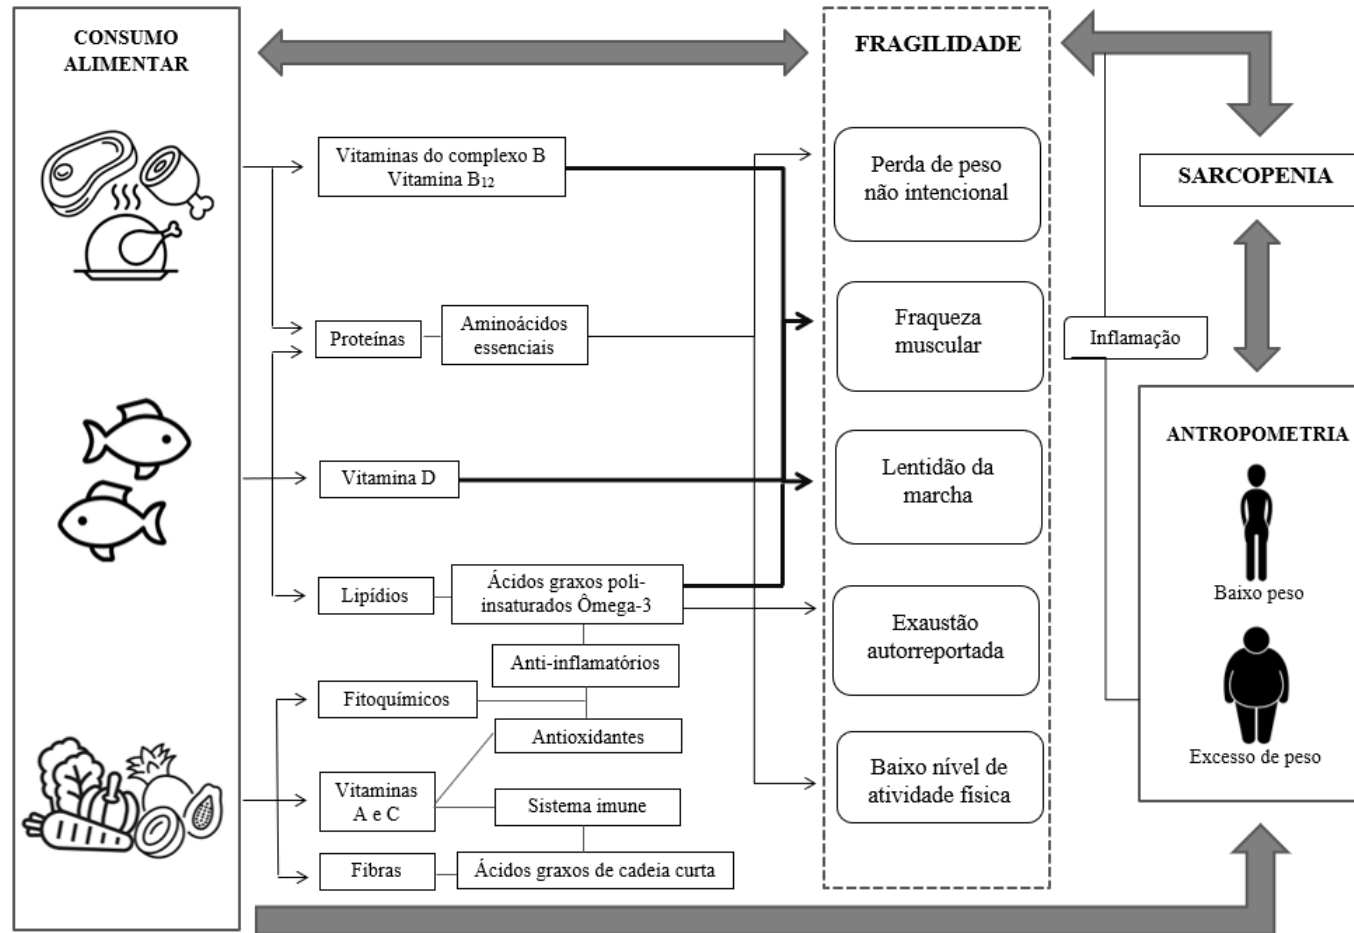 CONSUMO
ALIMENTAR
FRAGILIDADE
Vitaminas do complexo B
Vitamina B₁₂
Perda de peso
não intencional
SARCOPENIA
Proteínas
Aminoácidos
essenciais
Fraqueza
muscular
Inflamação
ANTROPOMETRIA
Vitamina D
Lentidão da
marcha
Lipídios
Ácidos graxos poli-
insaturados Ômega-3
Exaustão
autorreportada
Baixo peso
Anti-inflamatórios
Fitoquímicos
Antioxidantes
Excesso de peso
Vitaminas
A e C
Sistema imune
Baixo nível de
atividade física
Fibras
Ácidos graxos de cadeia curta